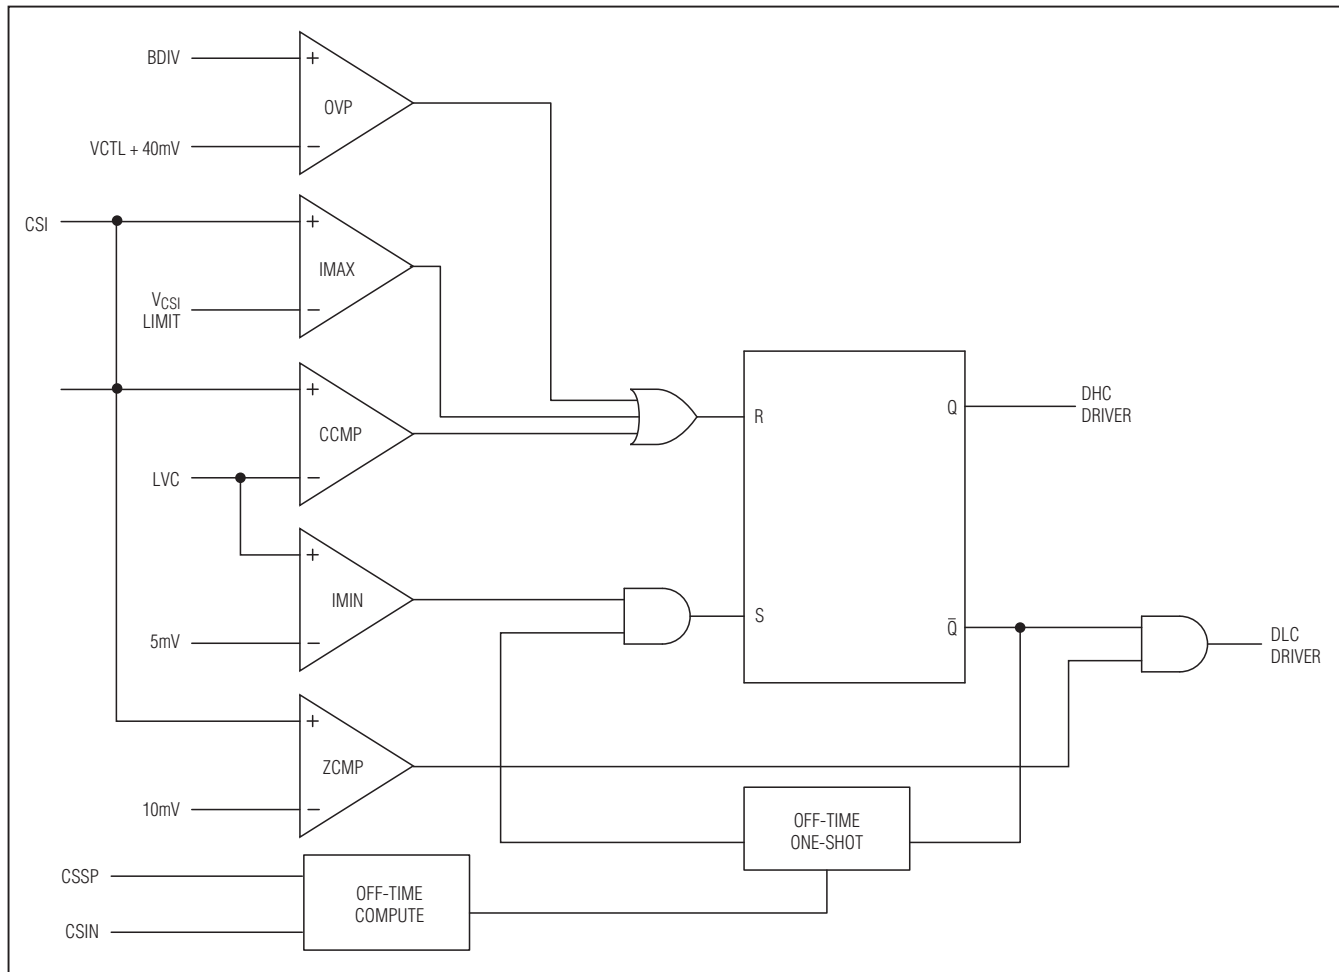 BDIV
+
OVP
VCTL + 40mV
−
CSI
+
IMAX
VCSI
LIMIT
−
+
CCMP
LVC
−
+
IMIN
5mV
−
+
ZCMP
10mV
−
R
Q
DHC
DRIVER
S
Q̅
DLC
DRIVER
OFF-TIME
ONE-SHOT
CSSP
OFF-TIME
COMPUTE
CSIN